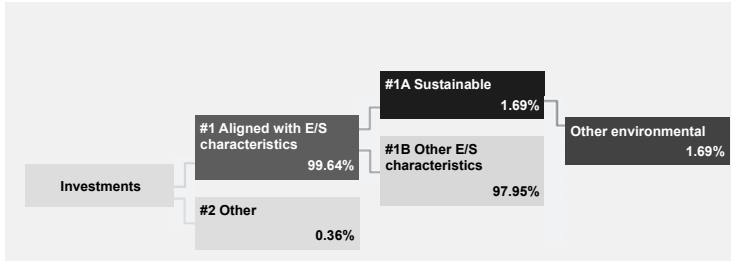 Investments
#1 Aligned with E/S
characteristics
99.64%
#2 Other
0.36%
#1A Sustainable
1.69%
#1B Other E/S
characteristics
97.95%
Other environmental
1.69%